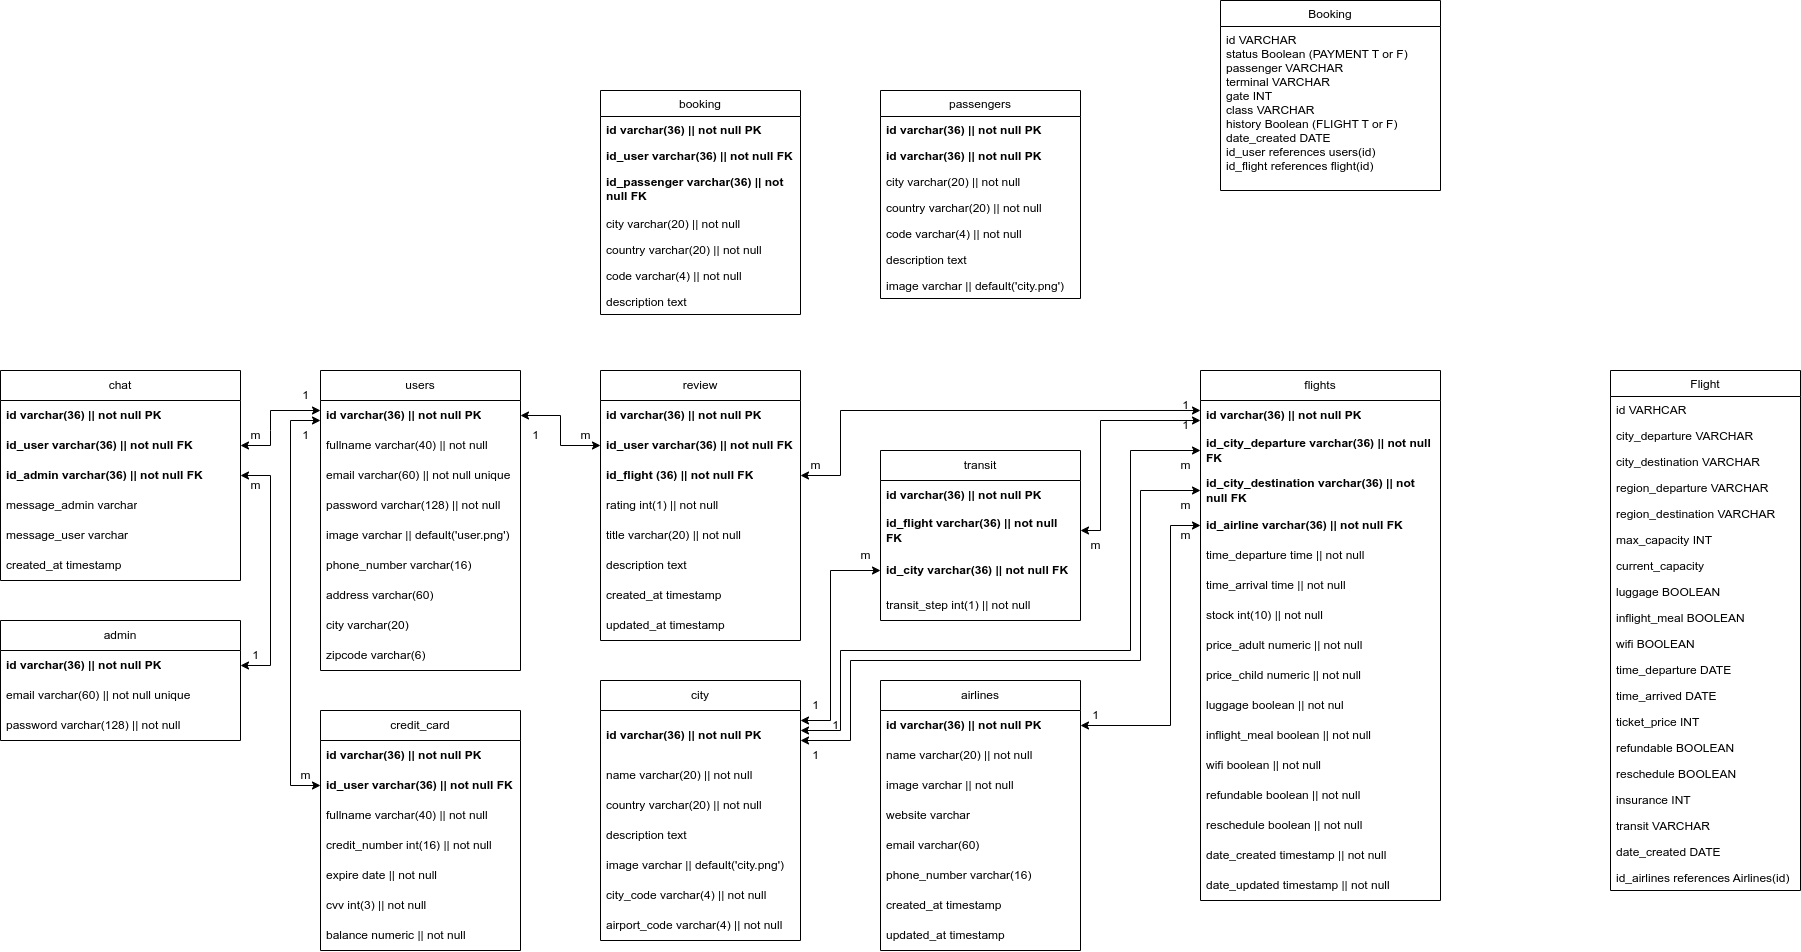 Booking
id VARCHAR
status Boolean (PAYMENT T or F)
passenger VARCHAR
terminal VARCHAR
gate INT
class VARCHAR
history Boolean (FLIGHT T or F)
date_created DATE
id_user references users(id)
id_flight references flight(id)
booking
id varchar(36) || not null PK
id_user varchar(36) || not null FK
id_passenger varchar(36) || not
null FK
city varchar(20) || not null
country varchar(20) || not null
code varchar(4) || not null
description text
passengers
id varchar(36) || not null PK
id varchar(36) || not null PK
city varchar(20) || not null
country varchar(20) || not null
code varchar(4) || not null
description text
image varchar || default('city.png')
chat
id varchar(36) || not null PK
id_user varchar(36) || not null FK
id_admin varchar(36) || not null FK
message_admin varchar
message_user varchar
created_at timestamp
1
m
1
m
users
id varchar(36) || not null PK
fullname varchar(40) || not null
email varchar(60) || not null unique
password varchar(128) || not null
image varchar || default('user.png')
phone_number varchar(16)
address varchar(60)
city varchar(20)
zipcode varchar(6)
1
m
review
id varchar(36) || not null PK
id_user varchar(36) || not null FK
id_flight (36) || not null FK
rating int(1) || not null
title varchar(20) || not null
description text
created_at timestamp
updated_at timestamp
m
transit
id varchar(36) || not null PK
id_flight varchar(36) || not null
FK
id_city varchar(36) || not null FK
transit_step int(1) || not null
m
m
1
1
m
m
m
flights
id varchar(36) || not null PK
id_city_departure varchar(36) || not null
FK
id_city_destination varchar(36) || not
null FK
id_airline varchar(36) || not null FK
time_departure time || not null
time_arrival time || not null
stock int(10) || not null
price_adult numeric || not null
price_child numeric || not null
luggage boolean || not nul
inflight_meal boolean || not null
wifi boolean || not null
refundable boolean || not null
reschedule boolean || not null
date_created timestamp || not null
date_updated timestamp || not null
Flight
id VARHCAR
city_departure VARCHAR
city_destination VARCHAR
region_departure VARCHAR
region_destination VARCHAR
max_capacity INT
current_capacity
luggage BOOLEAN
inflight_meal BOOLEAN
wifi BOOLEAN
time_departure DATE
time_arrived DATE
ticket_price INT
refundable BOOLEAN
reschedule BOOLEAN
insurance INT
transit VARCHAR
date_created DATE
id_airlines references Airlines(id)
admin
id varchar(36) || not null PK
email varchar(60) || not null unique
password varchar(128) || not null
1
m
credit_card
id varchar(36) || not null PK
id_user varchar(36) || not null FK
fullname varchar(40) || not null
credit_number int(16) || not null
expire date || not null
cvv int(3) || not null
balance numeric || not null
city
id varchar(36) || not null PK
name varchar(20) || not null
country varchar(20) || not null
description text
image varchar || default('city.png')
city_code varchar(4) || not null
airport_code varchar(4) || not null
1
1
1
airlines
id varchar(36) || not null PK
name varchar(20) || not null
image varchar || not null
website varchar
email varchar(60)
phone_number varchar(16)
created_at timestamp
updated_at timestamp
1